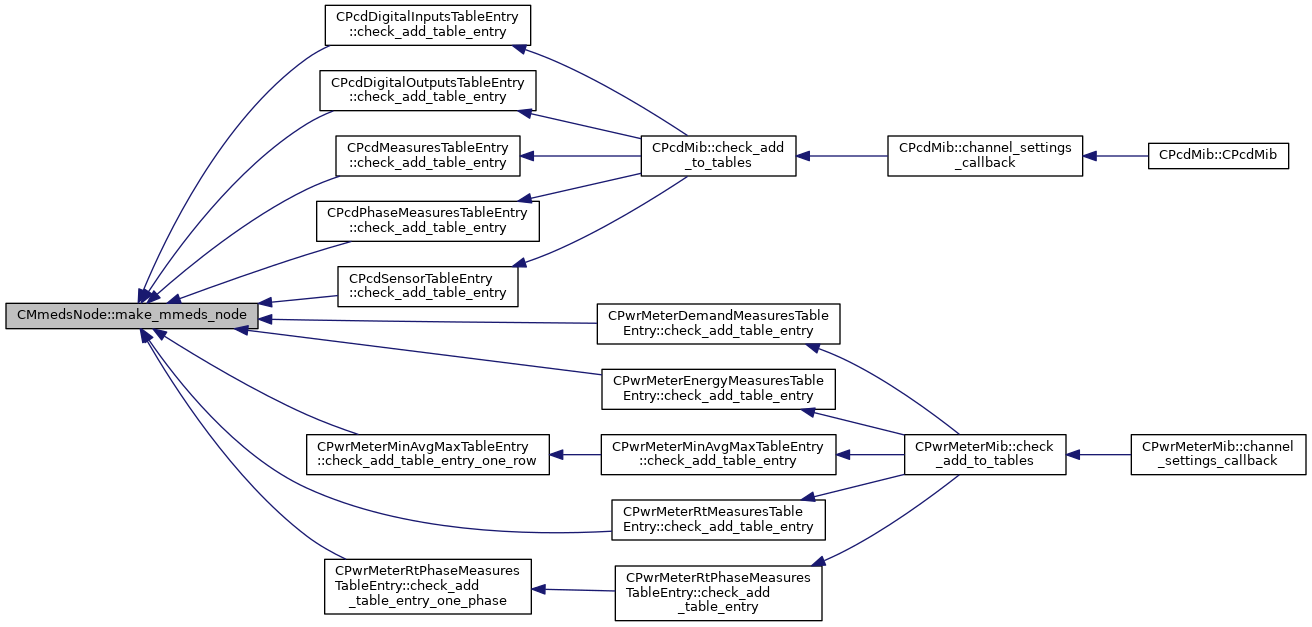 CPcdDigitalInputsTableEntry
::check_add_table_entry
CPcdDigitalOutputsTableEntry
::check_add_table_entry
CPcdMeasuresTableEntry
::check_add_table_entry
CPcdMib::check_add
_to_tables
CPcdMib::channel_settings
_callback
CPcdMib::CPcdMib
CPcdPhaseMeasuresTableEntry
::check_add_table_entry
CPcdSensorTableEntry
::check_add_table_entry
CMmedsNode::make_mmeds_node
CPwrMeterDemandMeasuresTable
Entry::check_add_table_entry
CPwrMeterEnergyMeasuresTable
Entry::check_add_table_entry
CPwrMeterMinAvgMaxTableEntry
::check_add_table_entry_one_row
CPwrMeterMinAvgMaxTableEntry
::check_add_table_entry
CPwrMeterMib::check
_add_to_tables
CPwrMeterMib::channel
_settings_callback
CPwrMeterRtMeasuresTable
Entry::check_add_table_entry
CPwrMeterRtPhaseMeasures
TableEntry::check_add
_table_entry_one_phase
CPwrMeterRtPhaseMeasures
TableEntry::check_add
_table_entry